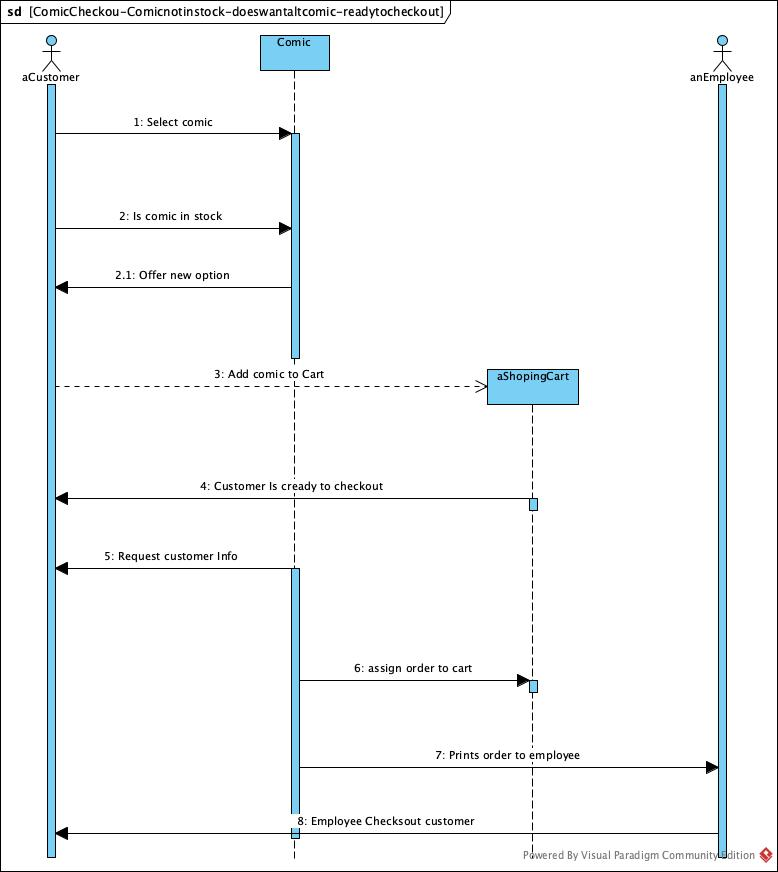 sd [ComicCheckou-Comicnotinstock-doeswantaltcomic-readytocheckout]
Comic
aCustomer
anEmployee
1: Select comic
2: Is comic in stock
2.1: Offer new option
3: Add comic to Cart
aShopingCart
4: Customer Is cready to checkout
5: Request customer Info
6: assign order to cart
7: Prints order to employee
8: Employee Checksout customer
Powered By Visual Paradigm Community Edition